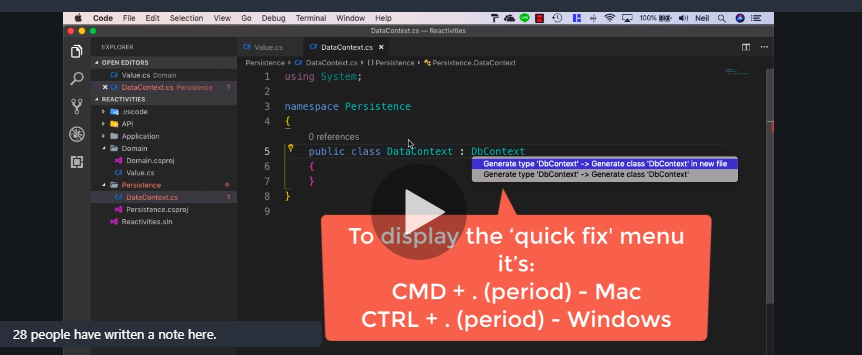 Code File Edit Selection View Go Debug Terminal Window Help 100% Neil
DataContext.cs — Reactivities
EXPLORER
C# Value.cs
C# DataContext.cs ×
OPEN EDITORS
C# Value.cs Domain
× C# DataContext.cs Persistence 1
REACTIVITIES
.vscode
API
Application
Domain
Domain.csproj
C# Value.cs
Persistence
C# DataContext.cs 1
Persistence.csproj
Reactivities.sln
Persistence ▸ C# DataContext.cs ▸ {} Persistence ▸ Persistence.DataContext
1 using System;
2
3 namespace Persistence
4 {
0 references
5 public class DataContext : DbContext
6 {
7 }
8 }
9
Generate type 'DbContext' -> Generate class 'DbContext' in new file
Generate type 'DbContext' -> Generate class 'DbContext'
To display the ‘quick fix' menu
it’s:
CMD + . (period) - Mac
CTRL + . (period) - Windows
28 people have written a note here.